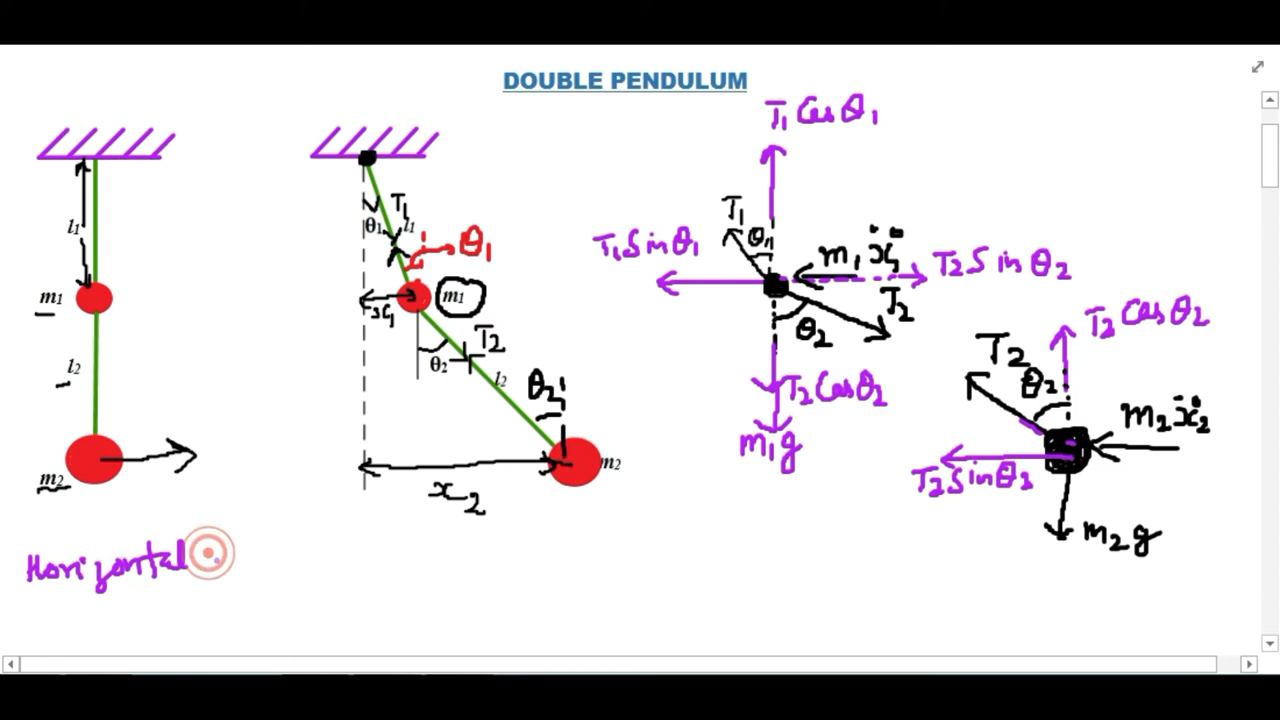 DOUBLE PENDULUM
l1
m1
l2
m2
θ1
T1
l1
θ1
m1
x1
T2
θ2
l2
θ2
m2
x2
T1 Cos θ1
T1
θ1
T1 Sin θ1
m1 ẍ1
T2 Sin θ2
T2
θ2
T2 Cos θ2
m1 g
T2 Cos θ2
T2
θ2
m2 ẍ2
T2 Sin θ2
m2 g
Horizontal